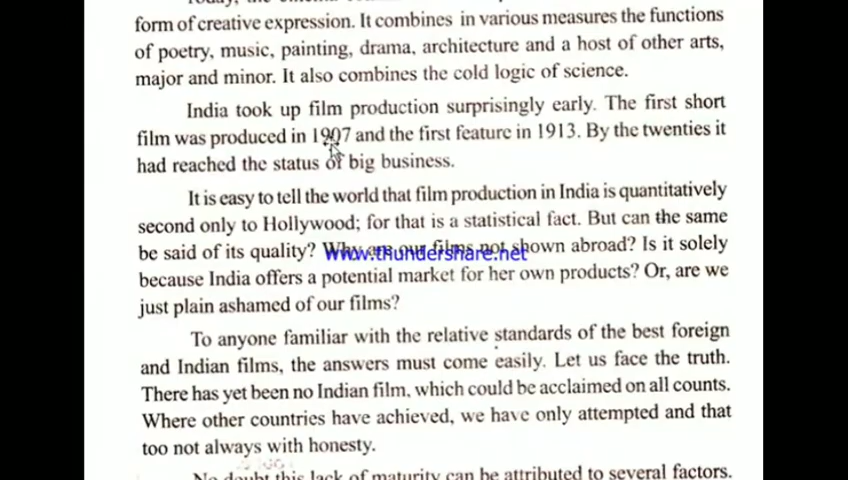 form of creative expression. It combines in various measures the functions
of poetry, music, painting, drama, architecture and a host of other arts,
major and minor. It also combines the cold logic of science.
India took up film production surprisingly early. The first short
film was produced in 1907 and the first feature in 1913. By the twenties it
had reached the status of big business.
It is easy to tell the world that film production in India is quantitatively
second only to Hollywood; for that is a statistical fact. But can the same
be said of its quality? Why are our films not shown abroad? Is it solely
www.thundershare.net
because India offers a potential market for her own products? Or, are we
just plain ashamed of our films?
To anyone familiar with the relative standards of the best foreign
and Indian films, the answers must come easily. Let us face the truth.
There has yet been no Indian film, which could be acclaimed on all counts.
Where other countries have achieved, we have only attempted and that
too not always with honesty.
No doubt this lack of maturity can be attributed to several factors.